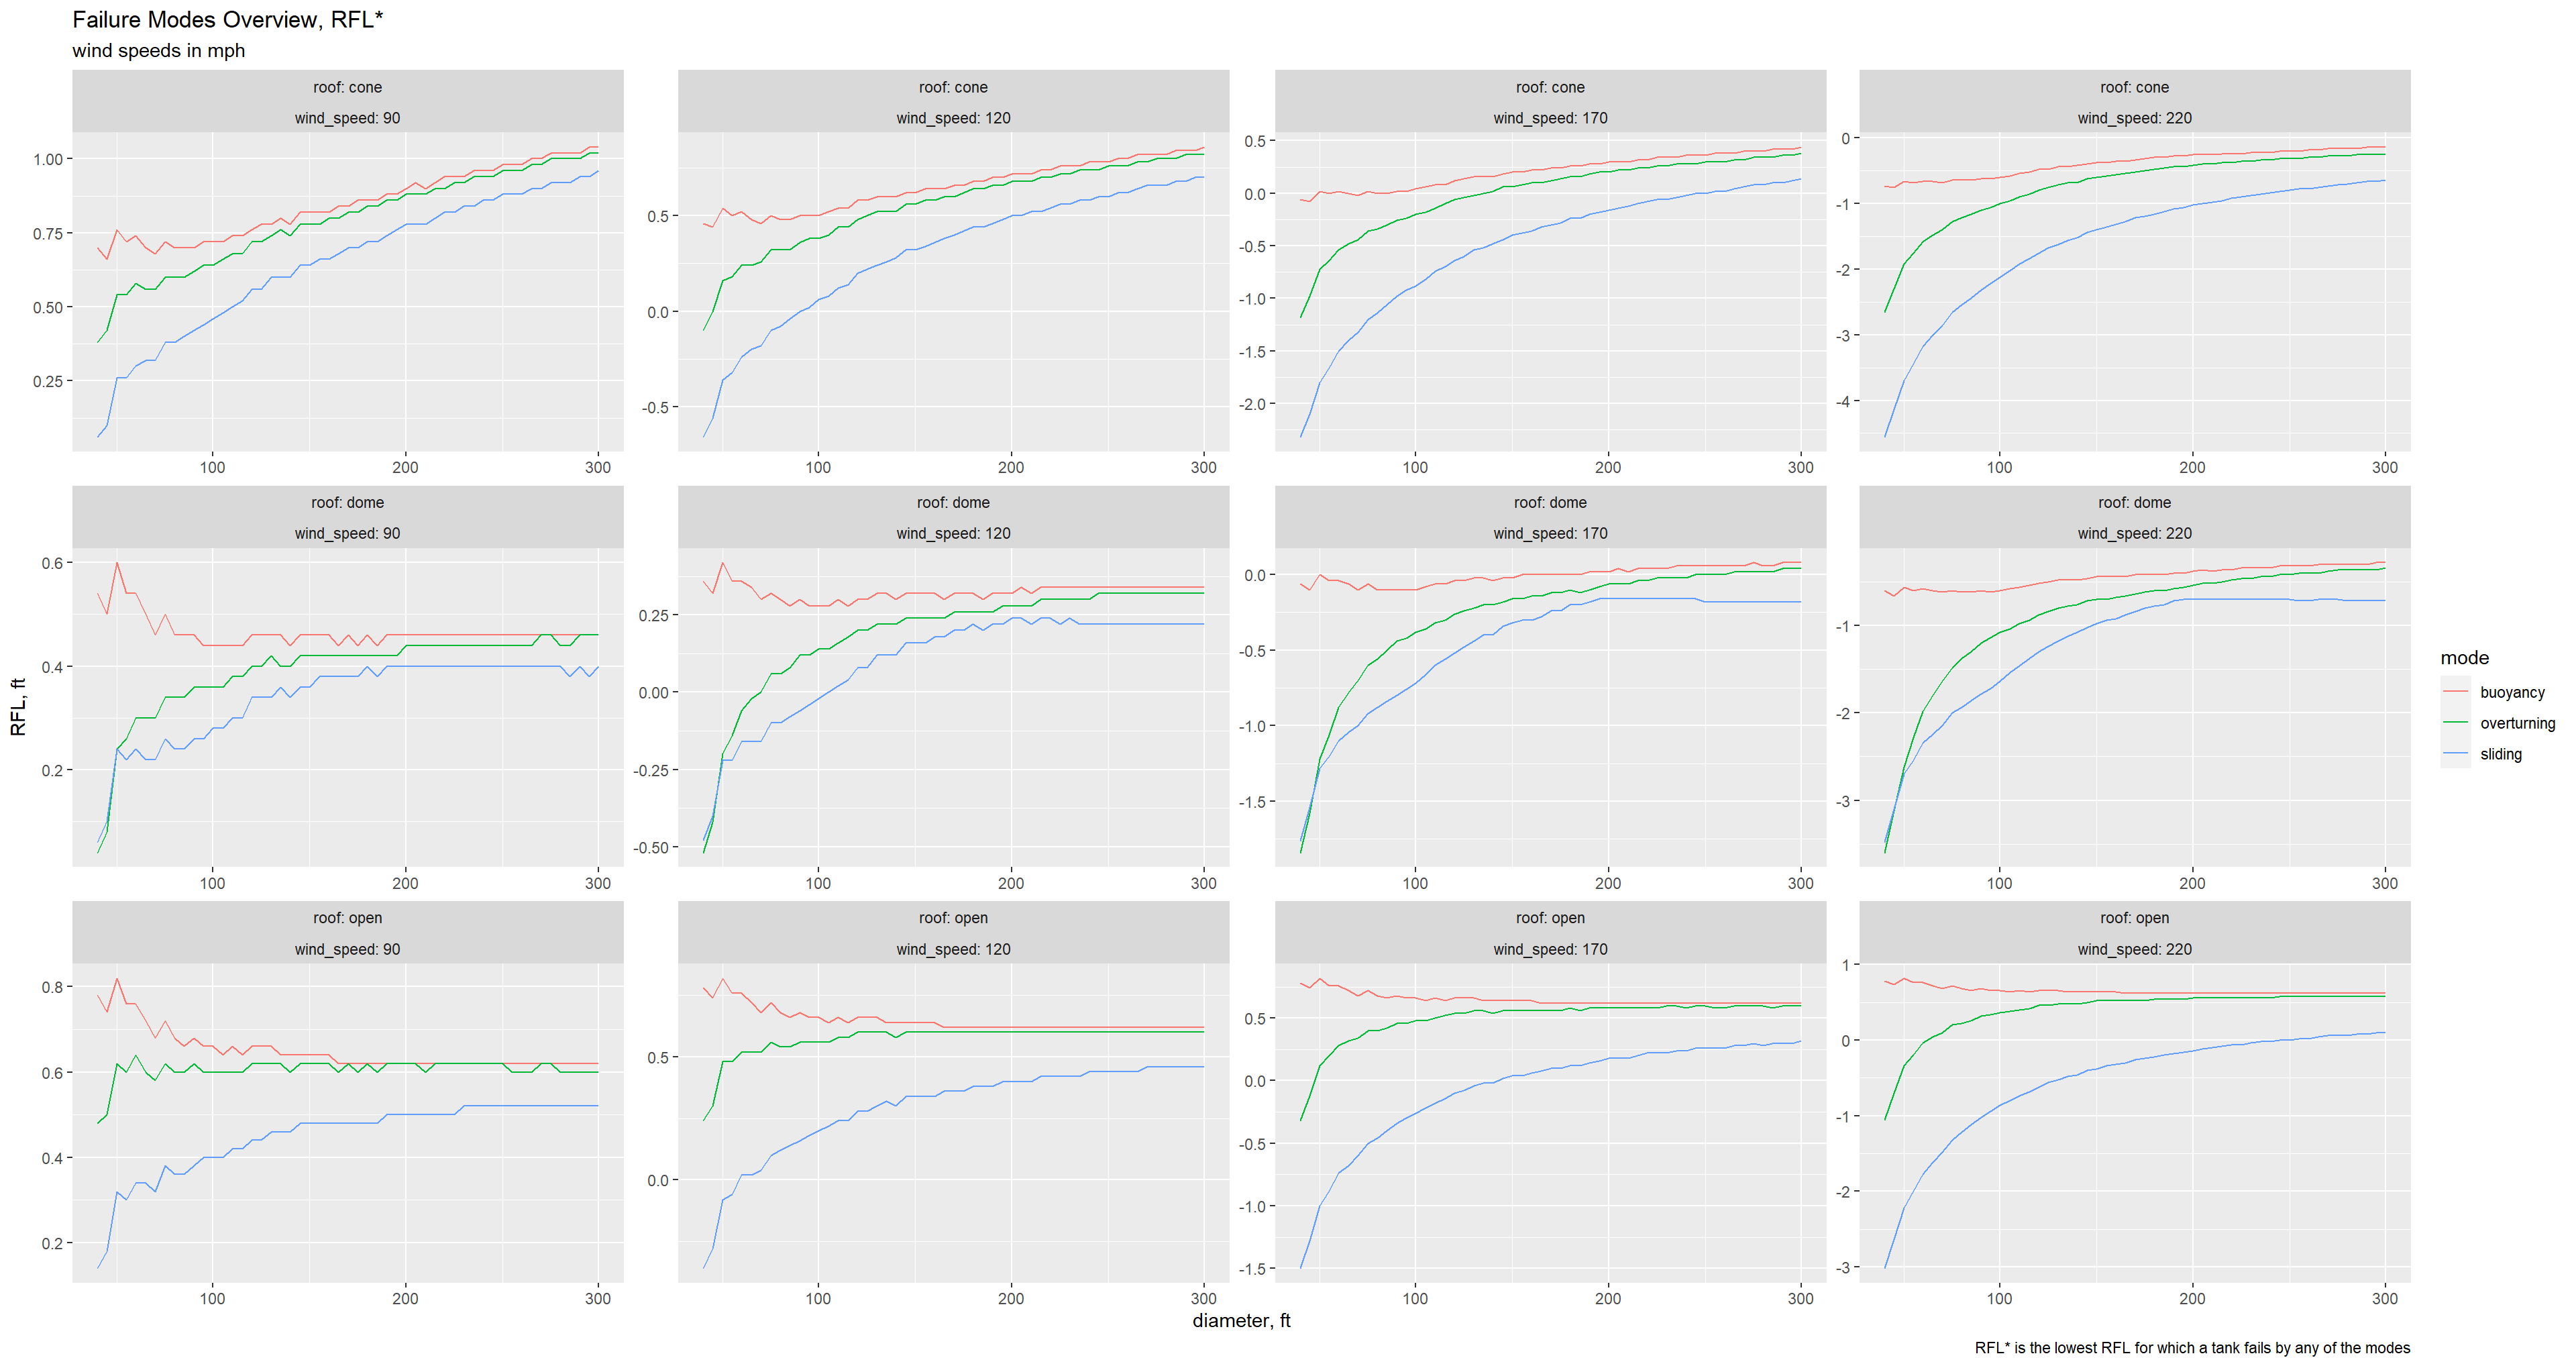 Failure Modes Overview, RFL*
wind speeds in mph
roof: cone
wind_speed: 90
roof: cone
wind_speed: 120
roof: cone
wind_speed: 170
roof: cone
wind_speed: 220
1.00
0.75
0.50
0.25
100 200 300
0.5
0.0
-0.5
100 200 300
0.5
0.0
-0.5
-1.0
-1.5
-2.0
100 200 300
0
-1
-2
-3
-4
100 200 300
roof: dome
wind_speed: 90
roof: dome
wind_speed: 120
roof: dome
wind_speed: 170
roof: dome
wind_speed: 220
0.6
0.4
0.2
100 200 300
0.25
0.00
-0.25
-0.50
100 200 300
0.0
-0.5
-1.0
-1.5
100 200 300
-1
-2
-3
100 200 300
RFL, ft
mode
buoyancy
overturning
sliding
roof: open
wind_speed: 90
roof: open
wind_speed: 120
roof: open
wind_speed: 170
roof: open
wind_speed: 220
0.8
0.6
0.4
0.2
100 200 300
0.5
0.0
100 200 300
0.5
0.0
-0.5
-1.0
-1.5
100 200 300
1
0
-1
-2
-3
100 200 300
diameter, ft
RFL* is the lowest RFL for which a tank fails by any of the modes